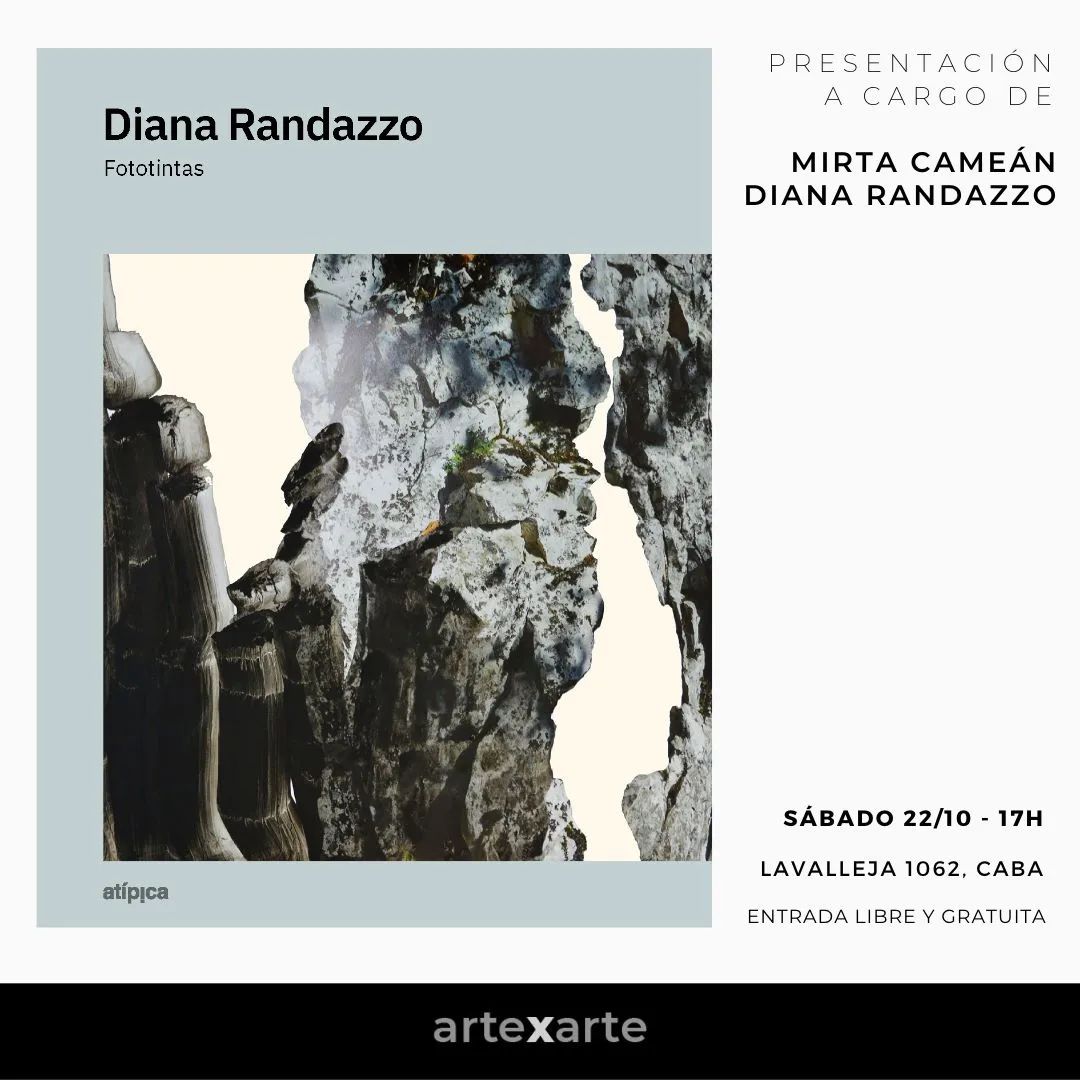 Diana Randazzo
Fototintas
atípica
PRESENTACIÓN
A CARGO DE
MIRTA CAMEÁN
DIANA RANDAZZO
SÁBADO 22/10 - 17H
LAVALLEJA 1062, CABA
ENTRADA LIBRE Y GRATUITA
artexarte